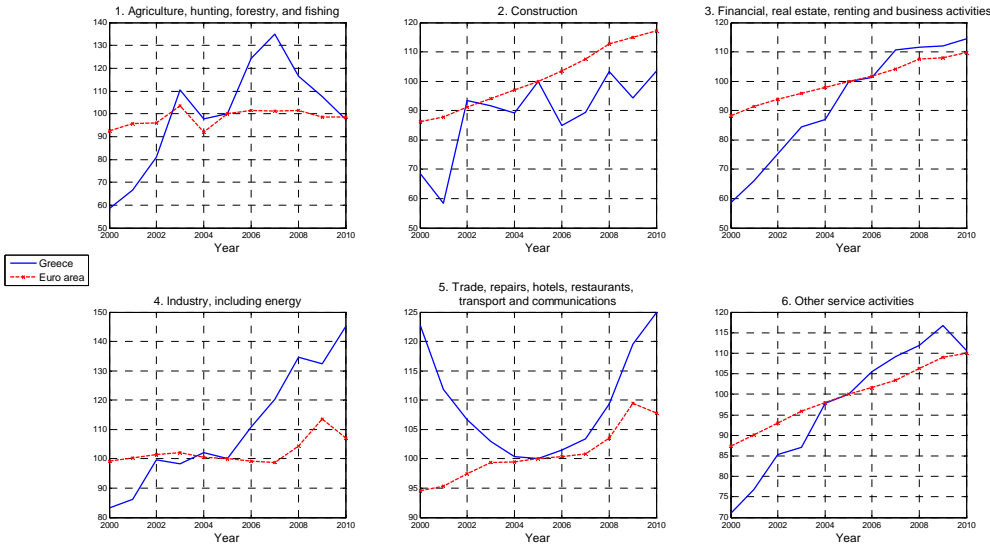 1. Agriculture, hunting, forestry, and fishing
140
130
120
110
100
90
80
70
60
50
2000 2002 2004 2006 2008 2010
Year
2. Construction
120
110
100
90
80
70
60
50
2000 2002 2004 2006 2008 2010
Year
3. Financial, real estate, renting and business activities
120
110
100
90
80
70
60
50
2000 2002 2004 2006 2008 2010
Year
Greece
Euro area
4. Industry, including energy
150
140
130
120
110
100
90
80
2000 2002 2004 2006 2008 2010
Year
5. Trade, repairs, hotels, restaurants,
transport and communications
125
120
115
110
105
100
95
90
2000 2002 2004 2006 2008 2010
Year
6. Other service activities
120
115
110
105
100
95
90
85
80
75
70
2000 2002 2004 2006 2008 2010
Year